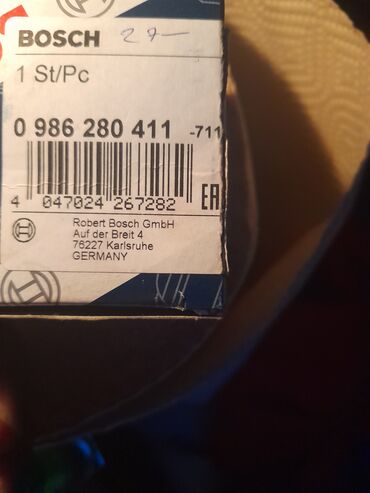 BOSCH 27-
1 St/Pc
0 986 280 411 -711
4 047024 267282 EAC
Robert Bosch GmbH
Auf der Breit 4
76227 Karlsruhe
GERMANY